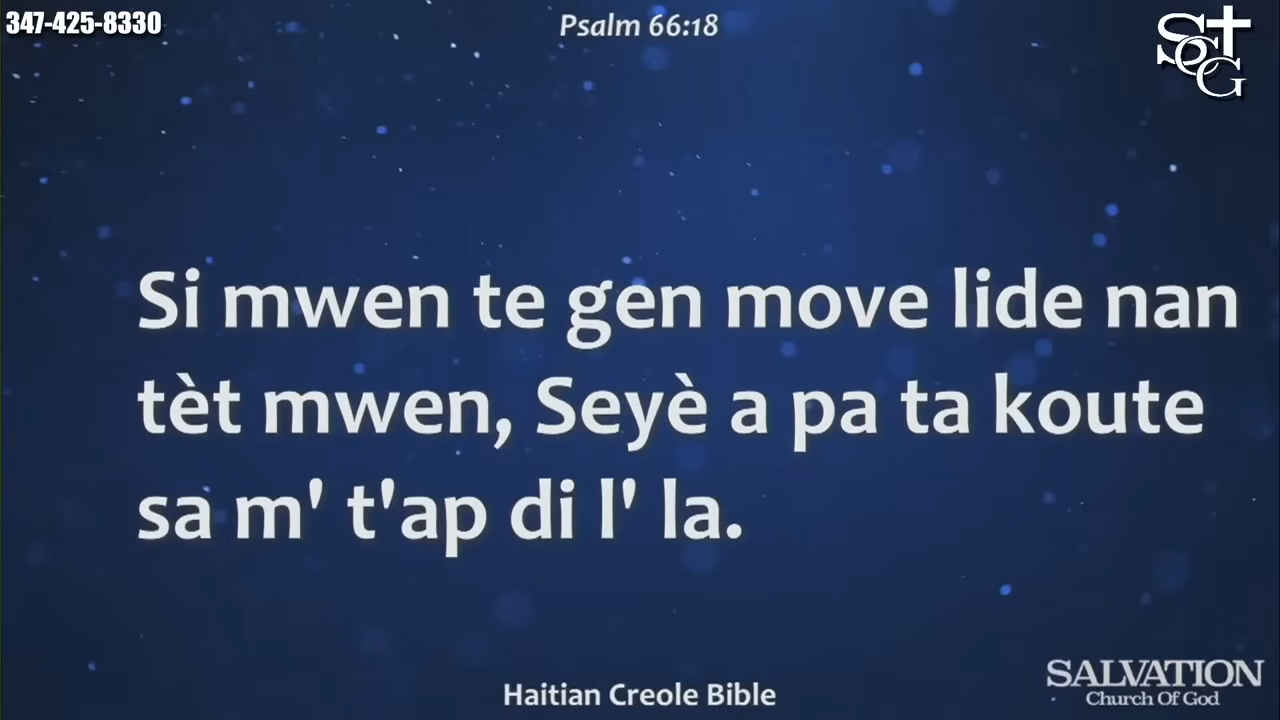 347-425-8330
Psalm 66:18
SCG
Si mwen te gen move lide nan
tèt mwen, Seyè a pa ta koute
sa m' t'ap di l' la.
Haitian Creole Bible
SALVATION
Church Of God